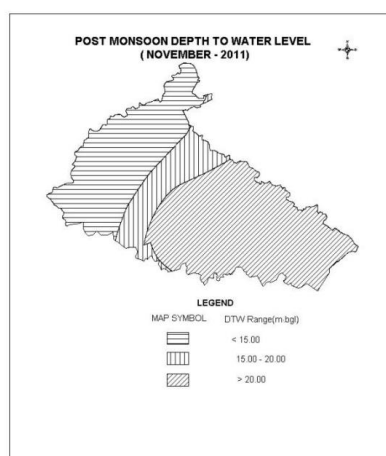 POST MONSOON DEPTH TO WATER LEVEL
( NOVEMBER - 2011)
LEGEND
MAP SYMBOL DTW Range(m.bgl)
< 15.00
15.00 - 20.00
> 20.00